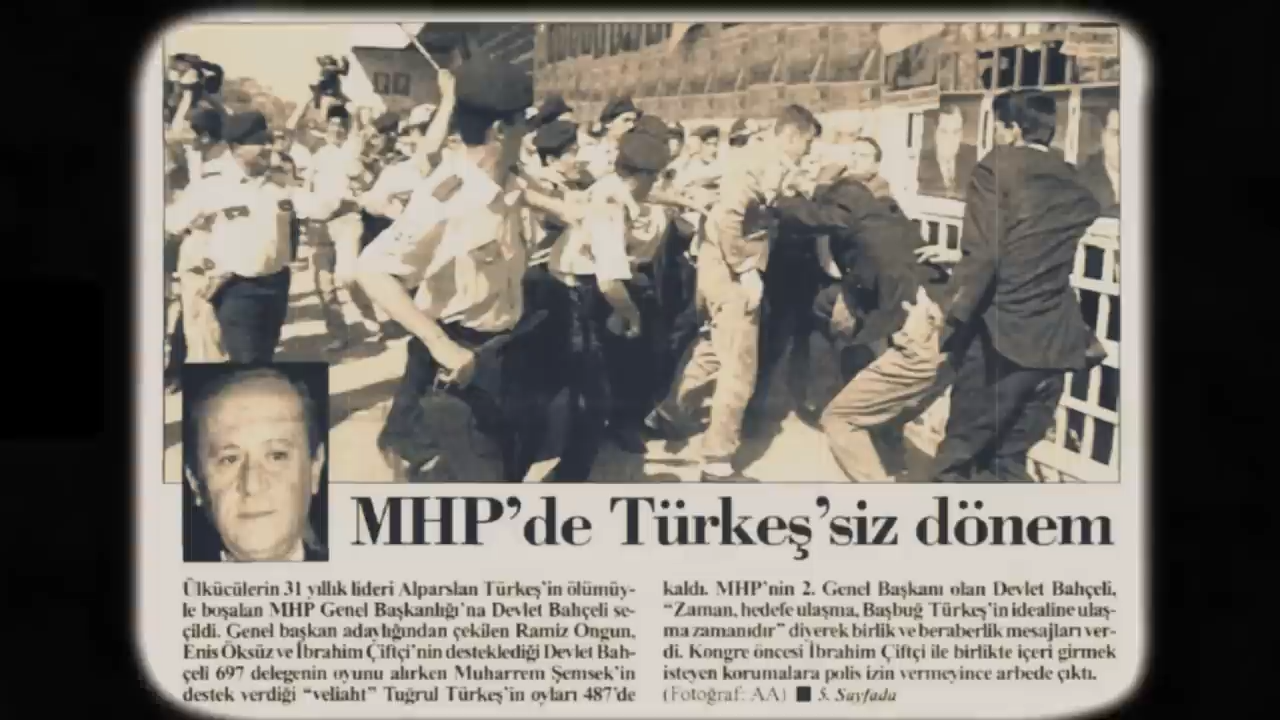 MHP'de Türkeş'siz dönem
Ülkücülerin 31 yıllık lideri Alparslan Türkeş'in ölümüy-
le boşalan MHP Genel Başkanlığı'na Devlet Bahçeli se-
çildi. Genel başkan adaylığından çekilen Ramiz Ongun,
Enis Öksüz ve İbrahim Çiftçi'nin desteklediği Devlet Bah-
çeli 697 delegenin oyunu alırken Muharrem Şemsek'in
destek verdiği “veliaht” Tuğrul Türkeş'in oyları 487'de
kaldı. MHP'nin 2. Genel Başkanı olan Devlet Bahçeli,
“Zaman, hedefe ulaşma, Başbuğ Türkeş'in idealine ulaş-
ma zamanıdır” diyerek birlik ve beraberlik mesajları ver-
di. Kongre öncesi İbrahim Çiftçi ile birlikte içeri girmek
isteyen korumalara polis izin vermeyince arbede çıktı.
(Fotoğraf: AA) ■ 5. Sayfada